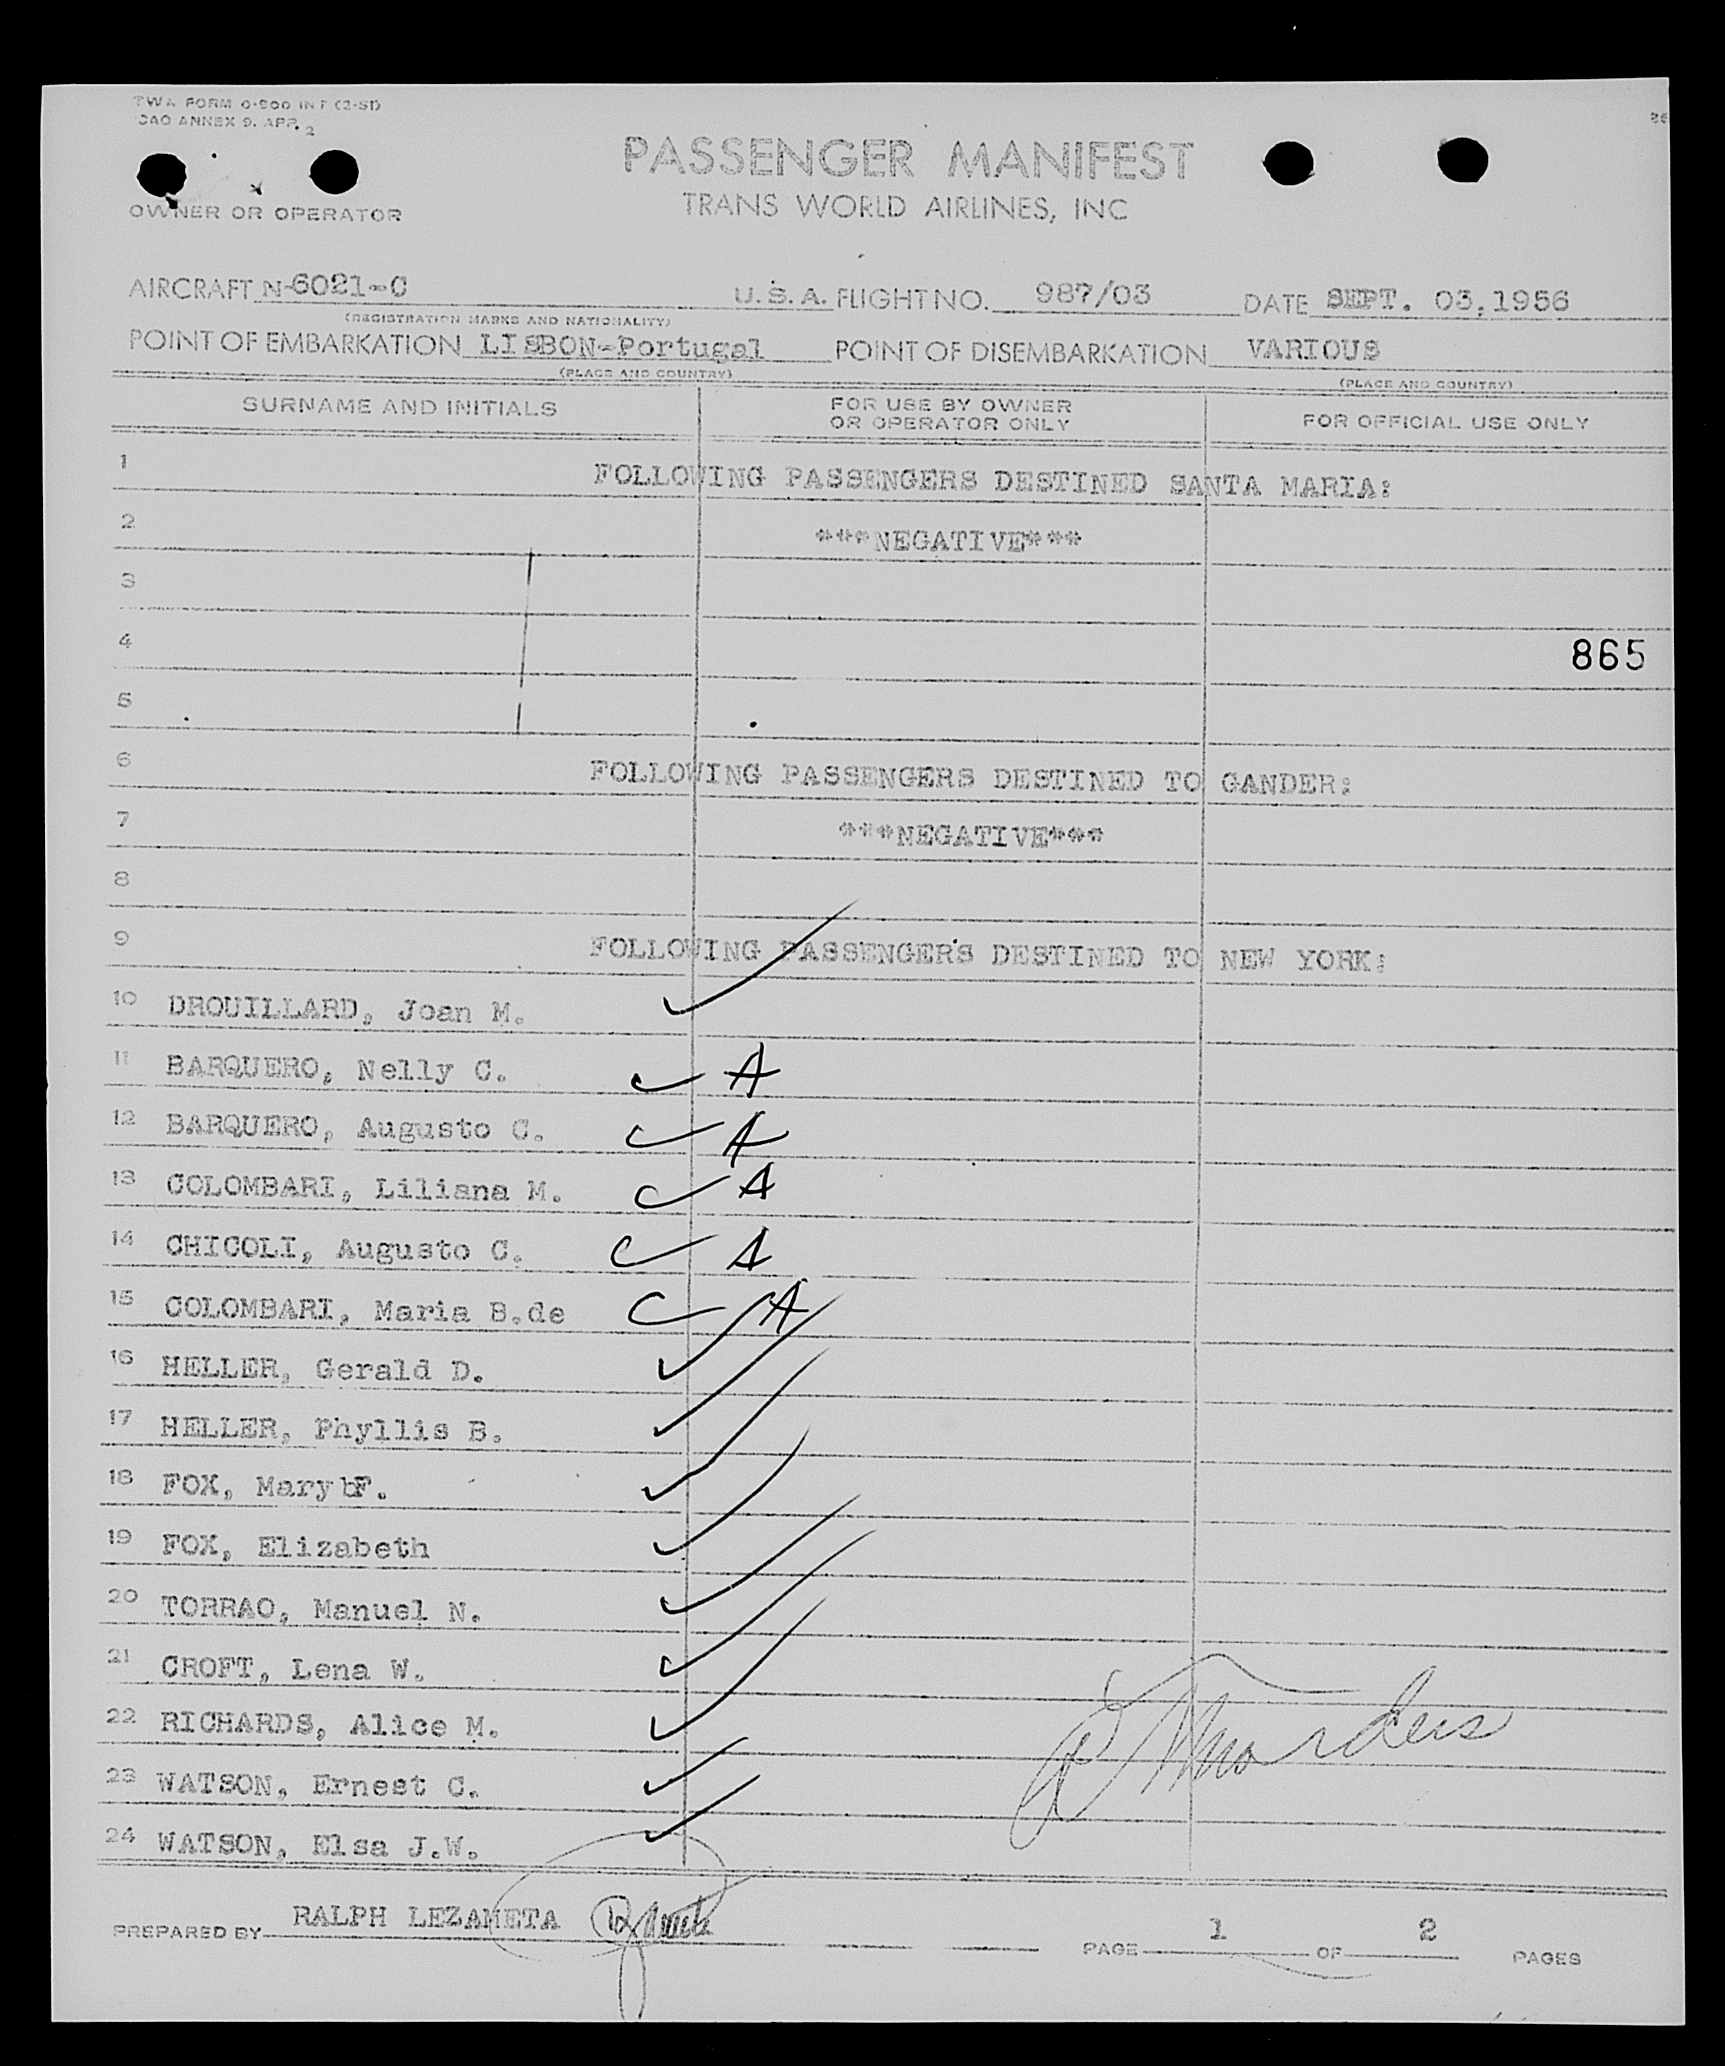 TWA FORM 0-900 INT (2-51)
ICAO ANNEX 9. APP. 2
PASSENGER MANIFEST
TRANS WORLD AIRLINES, INC
OWNER OR OPERATOR
AIRCRAFT N-6021-C U.S.A. FLIGHT NO. 987/03 DATE SEPT. 03,1956
(REGISTRATION MARKS AND NATIONALITY)
POINT OF EMBARKATION LISBON-Portugal POINT OF DISEMBARKATION VARIOUS
(PLACE AND COUNTRY) (PLACE AND COUNTRY)
SURNAME AND INITIALS FOR USE BY OWNER OR OPERATOR ONLY FOR OFFICIAL USE ONLY
1 FOLLOWING PASSENGERS DESTINED SANTA MARIA:
2 ***NEGATIVE***
3
4 865
5
6 FOLLOWING PASSENGERS DESTINED TO GANDER:
7 ***NEGATIVE***
8
9 FOLLOWING PASSENGERS DESTINED TO NEW YORK:
10 DROUILLARD, Joan M.
11 BARQUERO, Nelly C. A
12 BARQUERO, Augusto C. A
13 COLOMBARI, Liliana M. A
14 CHICOLI, Augusto C. A
15 COLOMBARI, Maria B.de A
16 HELLER, Gerald D.
17 HELLER, Phyllis B.
18 FOX, Mary F.
19 FOX, Elizabeth
20 TORRAO, Manuel N.
21 CROFT, Lena W.
22 RICHARDS, Alice M.
23 WATSON, Ernest C.
24 WATSON, Elsa J.W.
PREPARED BY RALPH LEZAMETA PAGE 1 OF 2 PAGES